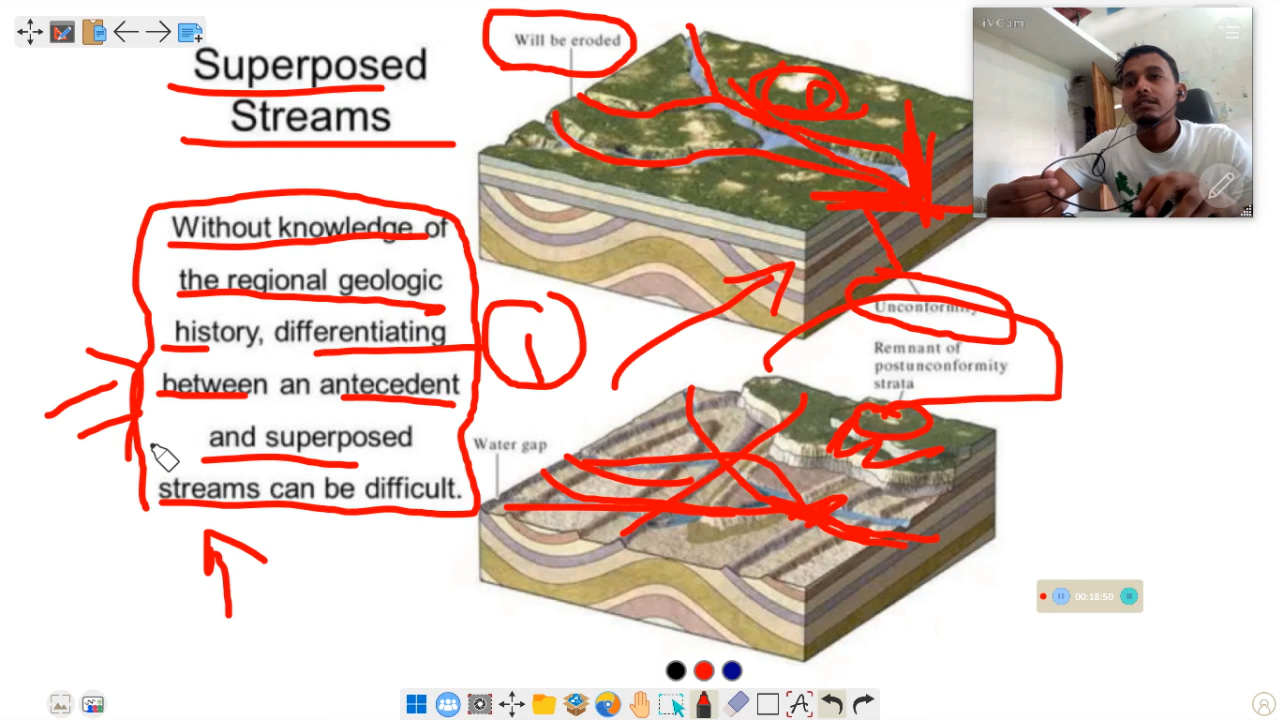 Superposed
Streams
Without knowledge of
the regional geologic
history, differentiating
between an antecedent
and superposed
streams can be difficult.
Will be eroded
Unconformity
Remnant of
postunconformity
strata
Water gap
iVCam
00:18:50